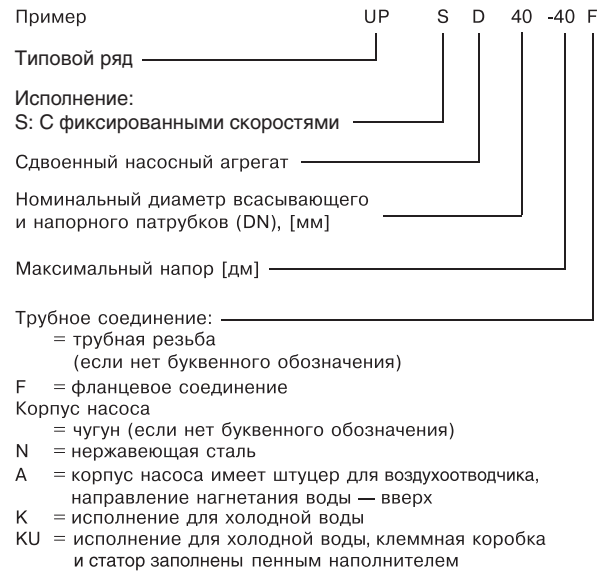 Пример UP S D 40 -40 F
Типовой ряд
Исполнение:
S: С фиксированными скоростями
Сдвоенный насосный агрегат
Номинальный диаметр всасывающего
и напорного патрубков (DN), [мм]
Максимальный напор [дм]
Трубное соединение:
= трубная резьба
(если нет буквенного обозначения)
F = фланцевое соединение
Корпус насоса
= чугун (если нет буквенного обозначения)
N = нержавеющая сталь
A = корпус насоса имеет штуцер для воздухоотводчика,
направление нагнетания воды — вверх
K = исполнение для холодной воды
KU = исполнение для холодной воды, клеммная коробка
и статор заполнены пенным наполнителем